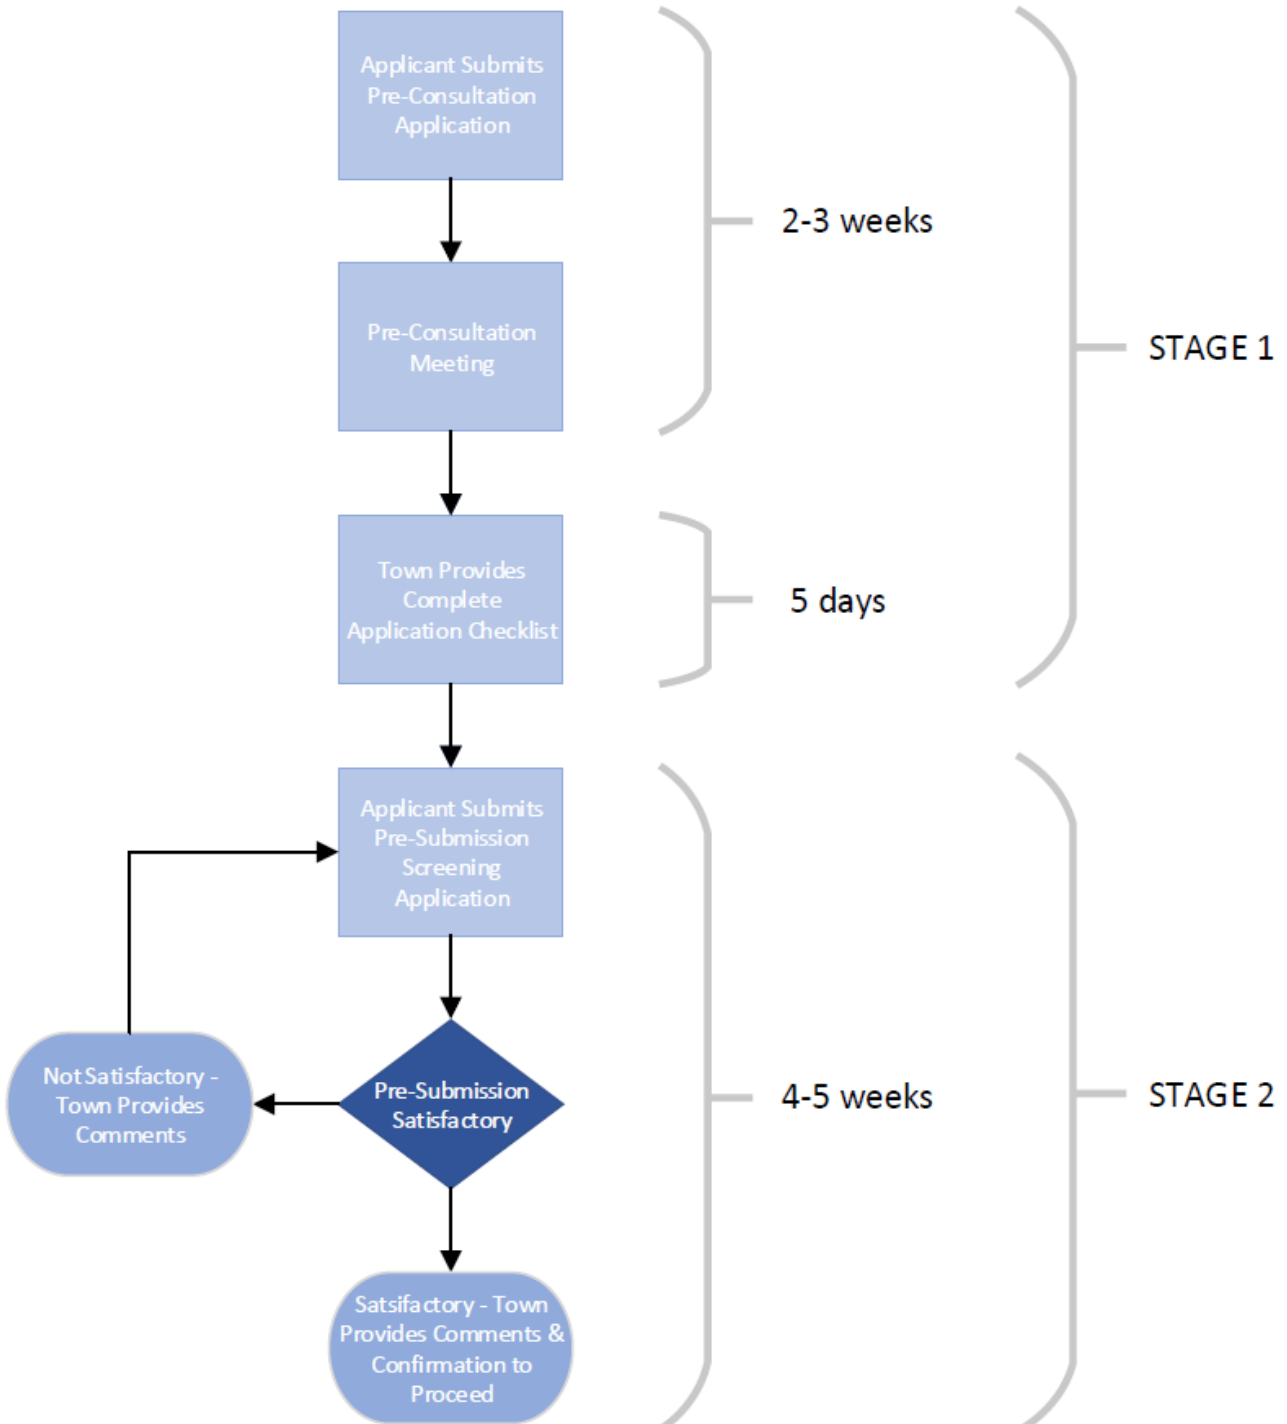 Applicant Submits
Pre-Consultation
Application
2-3 weeks
Pre-Consultation
Meeting
STAGE 1
Town Provides
Complete
Application Checklist
5 days
Applicant Submits
Pre-Submission
Screening
Application
Not Satisfactory -
Town Provides
Comments
Pre-Submission
Satisfactory
4-5 weeks
STAGE 2
Satsifactory - Town
Provides Comments &
Confirmation to
Proceed